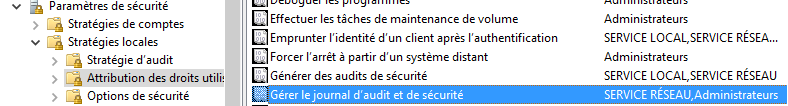 Paramètres de sécurité
Stratégies de comptes
Stratégies locales
Stratégie d'audit
Attribution des droits utilis
Options de sécurité
Déboguer les programmes Administrateurs
Effectuer les tâches de maintenance de volume Administrateurs
Emprunter l'identité d'un client après l'authentification SERVICE LOCAL,SERVICE RÉSEA...
Forcer l'arrêt à partir d'un système distant Administrateurs
Générer des audits de sécurité SERVICE LOCAL,SERVICE RÉSEAU
Gérer le journal d'audit et de sécurité SERVICE RÉSEAU,Administrateurs